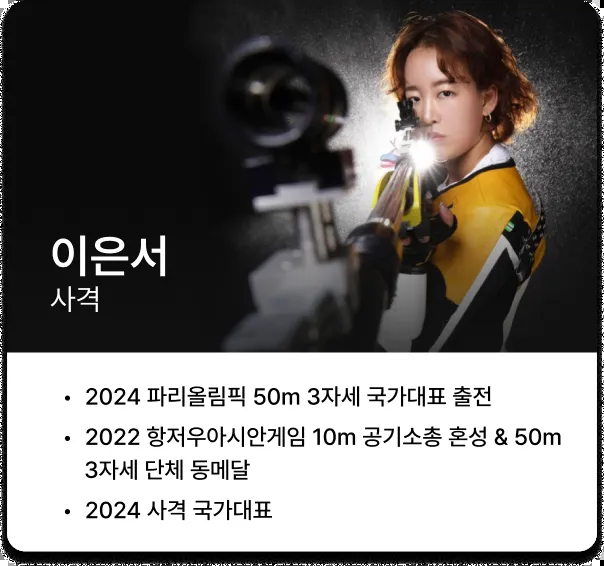 이은서
사격
• 2024 파리올림픽 50m 3자세 국가대표 출전
• 2022 항저우아시안게임 10m 공기소총 혼성 & 50m
3자세 단체 동메달
• 2024 사격 국가대표